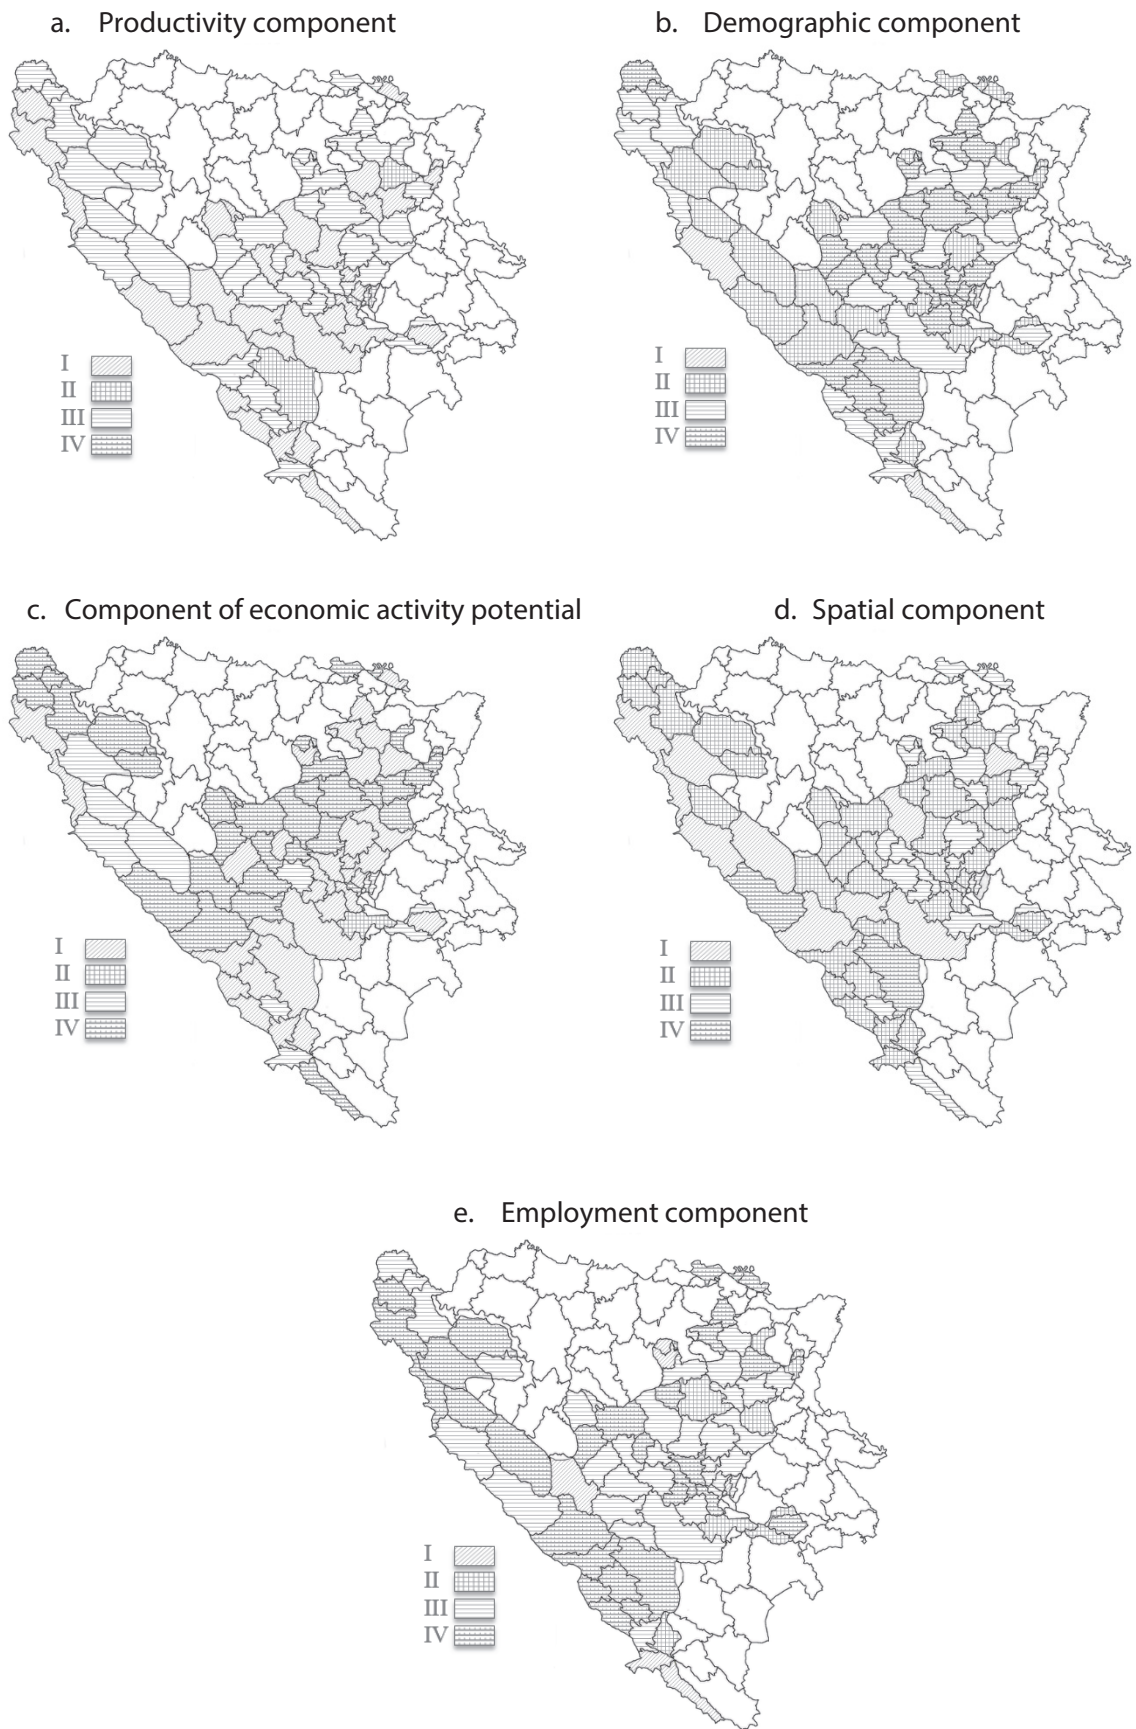 a. Productivity component
b. Demographic component
I
II
III
IV
I
II
III
IV
c. Component of economic activity potential
d. Spatial component
I
II
III
IV
I
II
III
IV
e. Employment component
I
II
III
IV